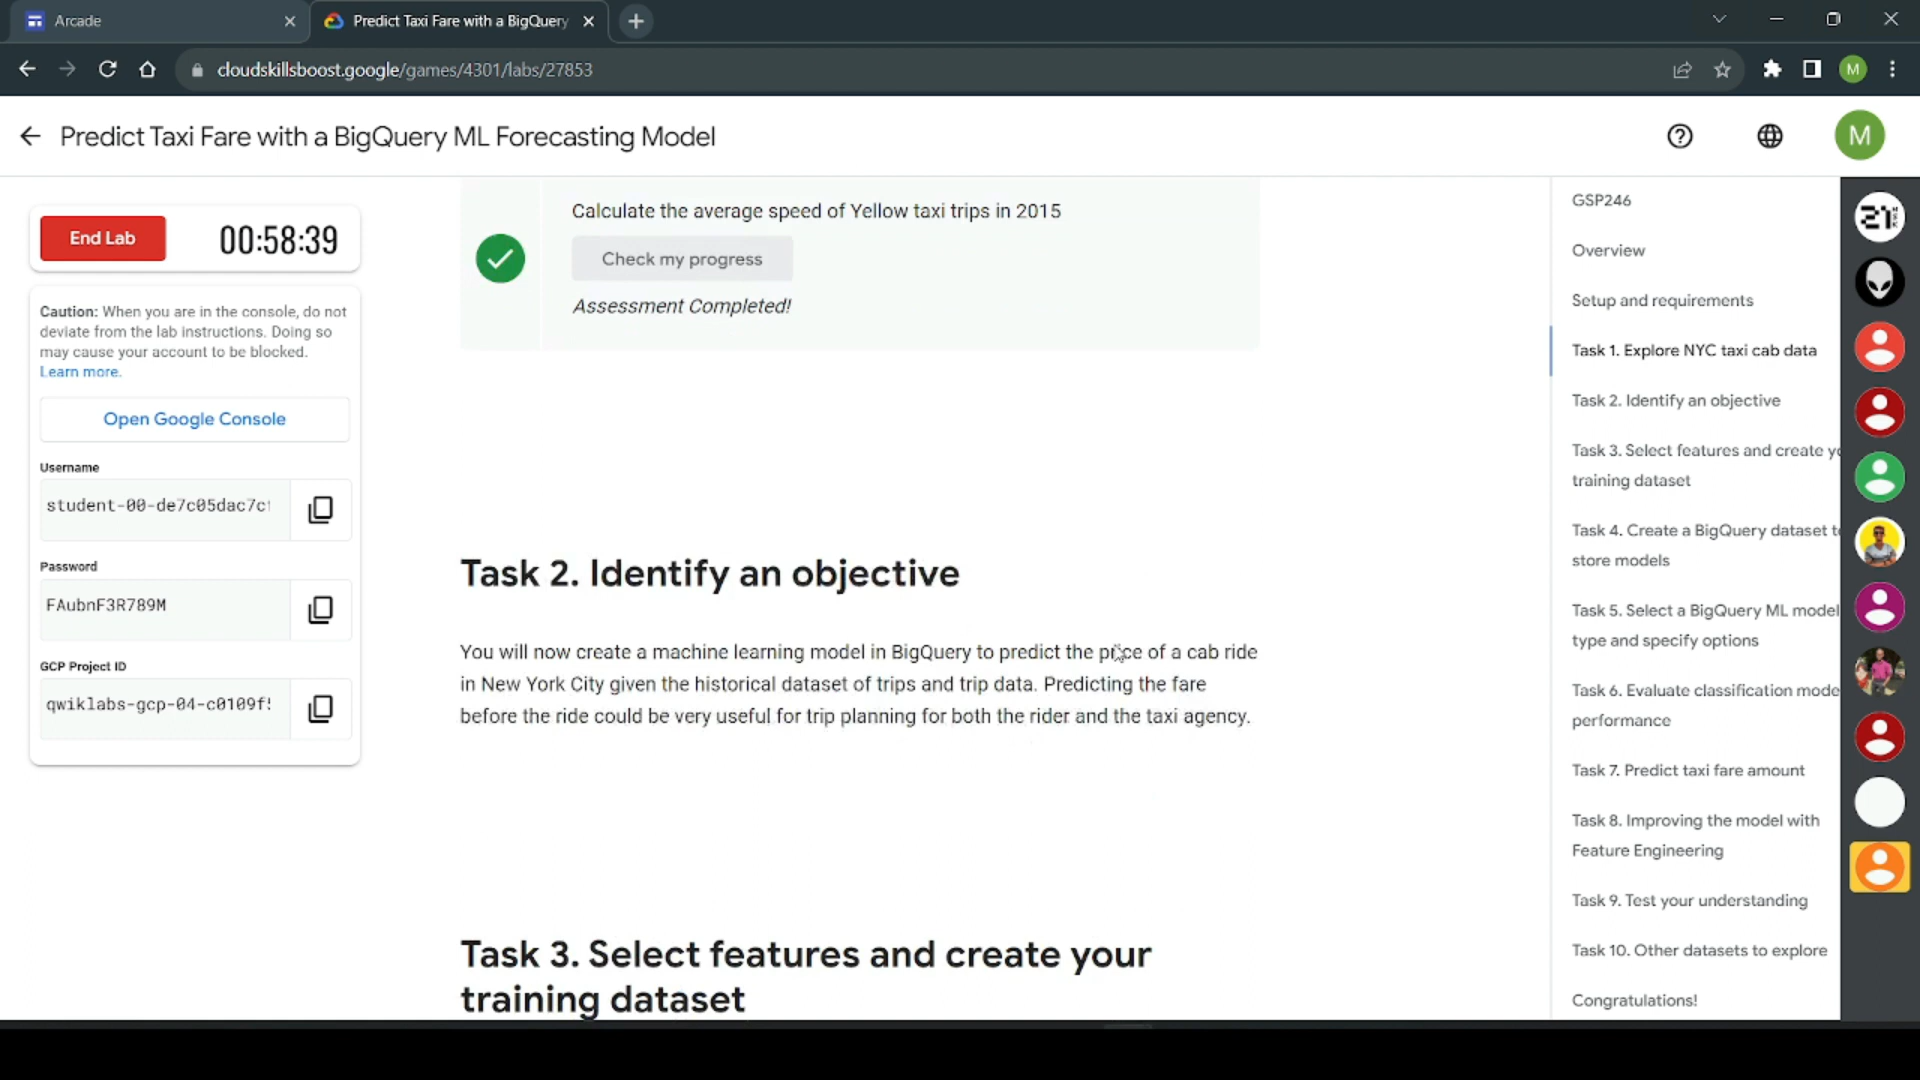 Arcade
Predict Taxi Fare with a BigQuery
cloudskillsboost.google/games/4301/labs/27853
M
Predict Taxi Fare with a BigQuery ML Forecasting Model
M
End Lab
00:58:39
Caution: When you are in the console, do not
deviate from the lab instructions. Doing so
may cause your account to be blocked.
Learn more.
Open Google Console
Username
student-00-de7c05dac7c
Password
FAubnF3R789M
GCP Project ID
qwiklabs-gcp-04-c0109f
Calculate the average speed of Yellow taxi trips in 2015
Check my progress
Assessment Completed!
Task 2. Identify an objective
You will now create a machine learning model in BigQuery to predict the price of a cab ride
in New York City given the historical dataset of trips and trip data. Predicting the fare
before the ride could be very useful for trip planning for both the rider and the taxi agency.
Task 3. Select features and create your
training dataset
GSP246
Overview
Setup and requirements
Task 1. Explore NYC taxi cab data
Task 2. Identify an objective
Task 3. Select features and create yo
training dataset
Task 4. Create a BigQuery dataset to
store models
Task 5. Select a BigQuery ML model
type and specify options
Task 6. Evaluate classification mode
performance
Task 7. Predict taxi fare amount
Task 8. Improving the model with
Feature Engineering
Task 9. Test your understanding
Task 10. Other datasets to explore
Congratulations!
21